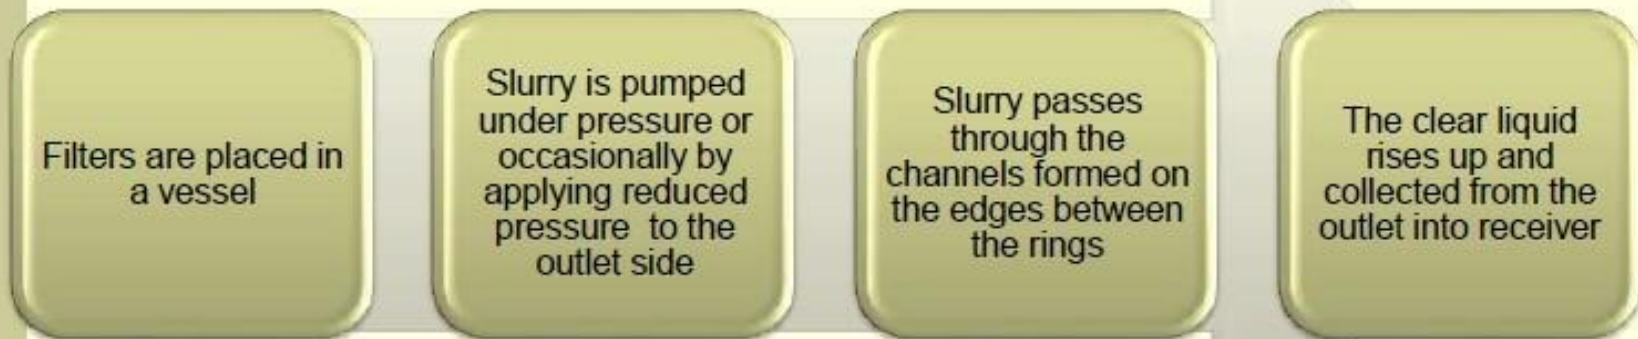 Filters are placed in
a vessel
Slurry is pumped
under pressure or
occasionally by
applying reduced
pressure to the
outlet side
Slurry passes
through the
channels formed on
the edges between
the rings
The clear liquid
rises up and
collected from the
outlet into receiver